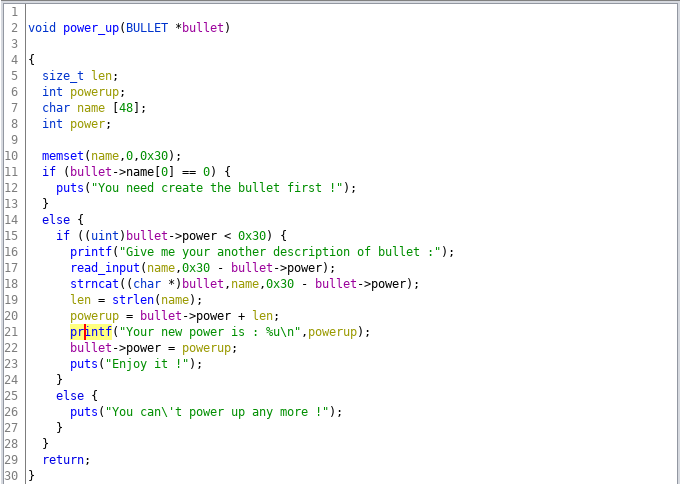 1
2 void power_up(BULLET *bullet)
3
4 {
5   size_t len;
6   int powerup;
7   char name [48];
8   int power;
9
10   memset(name,0,0x30);
11   if (bullet->name[0] == 0) {
12     puts("You need create the bullet first !");
13   }
14   else {
15     if ((uint)bullet->power < 0x30) {
16       printf("Give me your another description of bullet :");
17       read_input(name,0x30 - bullet->power);
18       strncat((char *)bullet,name,0x30 - bullet->power);
19       len = strlen(name);
20       powerup = bullet->power + len;
21       printf("Your new power is : %u\n",powerup);
22       bullet->power = powerup;
23       puts("Enjoy it !");
24     }
25     else {
26       puts("You can\'t power up any more !");
27     }
28   }
29   return;
30 }